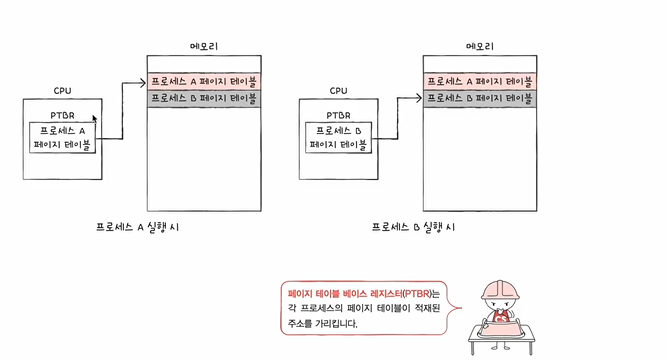 메모리
프로세스 A 페이지 테이블
프로세스 B 페이지 테이블
CPU
PTBR
프로세스 A
페이지 테이블
프로세스 A 실행 시
메모리
프로세스 A 페이지 테이블
프로세스 B 페이지 테이블
CPU
PTBR
프로세스 B
페이지 테이블
프로세스 B 실행 시
페이지 테이블 베이스 레지스터(PTBR)는
각 프로세스의 페이지 테이블이 적재된
주소를 가리킵니다.